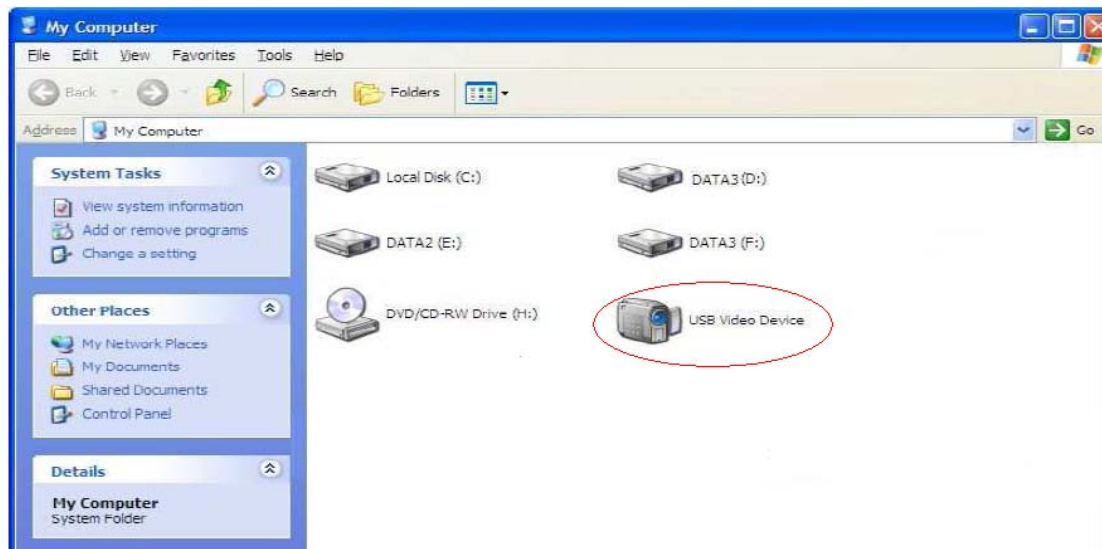 My Computer
File Edit View Favorites Tools Help
Back Search Folders
Address My Computer Go
System Tasks
View system information
Add or remove programs
Change a setting
Other Places
My Network Places
My Documents
Shared Documents
Control Panel
Details
My Computer
System Folder
Local Disk (C:) DATA3(D:)
DATA2 (E:) DATA3 (F:)
DVD/CD-RW Drive (H:) USB Video Device